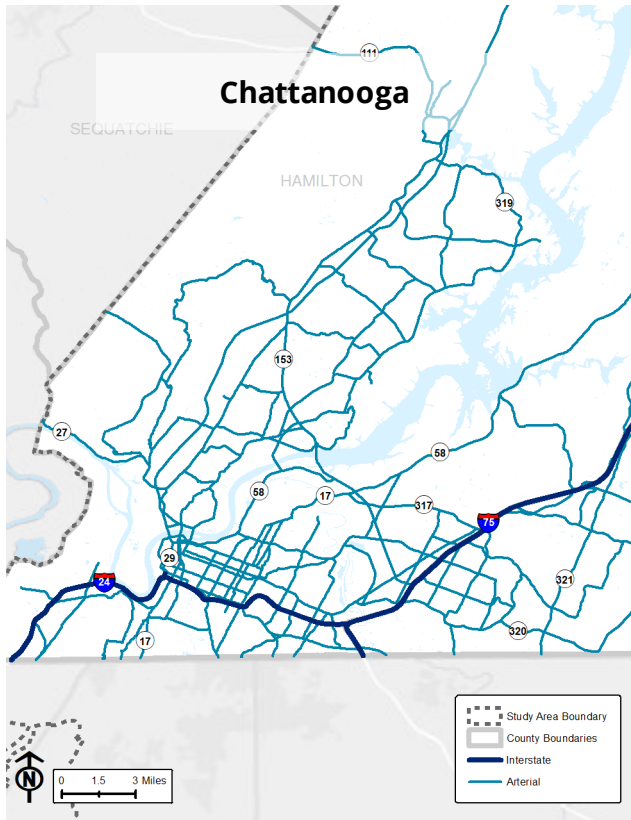 111
Chattanooga
SEQUATCHIE
HAMILTON
319
153
27
58
58
17
317
75
29
24
321
320
17
Study Area Boundary
County Boundaries
Interstate
Arterial
N
0 1.5 3 Miles